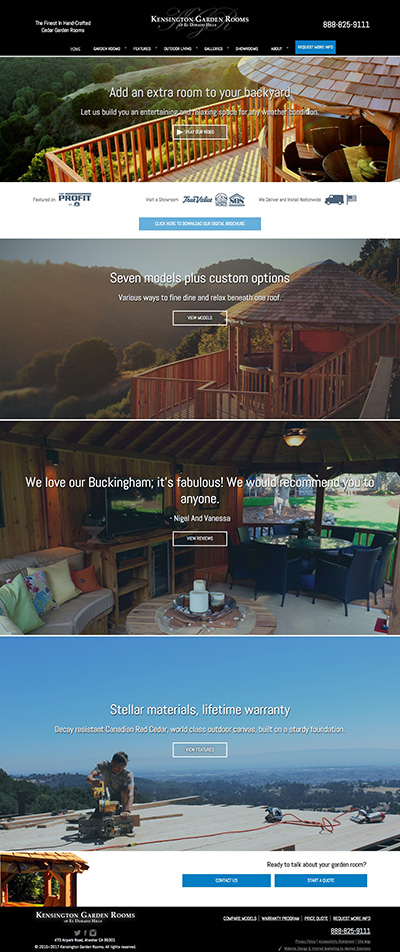 The Finest in Hand-Crafted
Cedar Garden Rooms
KENSINGTON GARDEN ROOMS
OF EL DORADO HILLS
888-825-9111
HOME GARDEN ROOMS FEATURES OUTDOOR LIVING GALLERIES SHOWROOMS ABOUT REQUEST MORE INFO
Add an extra room to your backyard
Let us build you an entertaining and relaxing space for any weather condition.
PLAY OUR VIDEO
Featured on
PROFIT
Visit a Showroom
True Value
We Deliver and Install Nationwide
CLICK HERE TO DOWNLOAD OUR DIGITAL BROCHURE
Seven models plus custom options
Various ways to fine dine and relax beneath one roof.
VIEW MODELS
We love our Buckingham; it's fabulous! We would recommend you to
anyone.
- Nigel And Vanessa
VIEW REVIEWS
Stellar materials, lifetime warranty
Decay resistant Canadian Red Cedar, world class outdoor canvas, built on a sturdy foundation.
VIEW FEATURES
Ready to talk about your garden room?
CONTACT US
START A QUOTE
KENSINGTON GARDEN ROOMS
OF EL DORADO HILLS
COMPARE MODELS | WARRANTY PROGRAM | PRICE QUOTE | REQUEST MORE INFO
888-825-9111
Privacy Policy | Accessibility Statement | Site Map
470 Airpark Road, Atwater CA 95301
© 2010-2017 Kensington Garden Rooms. All rights reserved.